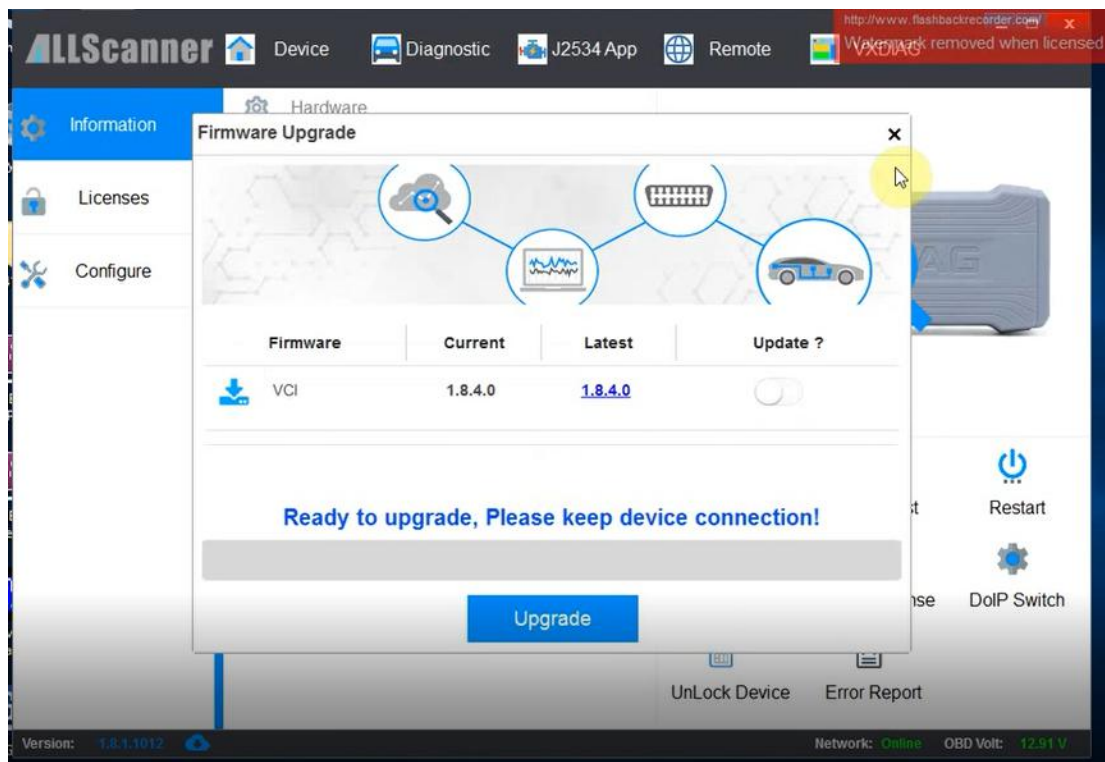 http://www.flashbackrecorder.com/
Watermark removed when licensed
ALLScanner
Device
Diagnostic
J2534 App
Remote
VXDIAG
Information
Hardware
Licenses
Configure
Firmware Upgrade
Firmware Current Latest Update ?
VCI 1.8.4.0 1.8.4.0
Ready to upgrade, Please keep device connection!
Upgrade
Restart
DoIP Switch
UnLock Device
Error Report
Version: 1.8.1.1012
Network: Online
OBD Volt: 12.91 V